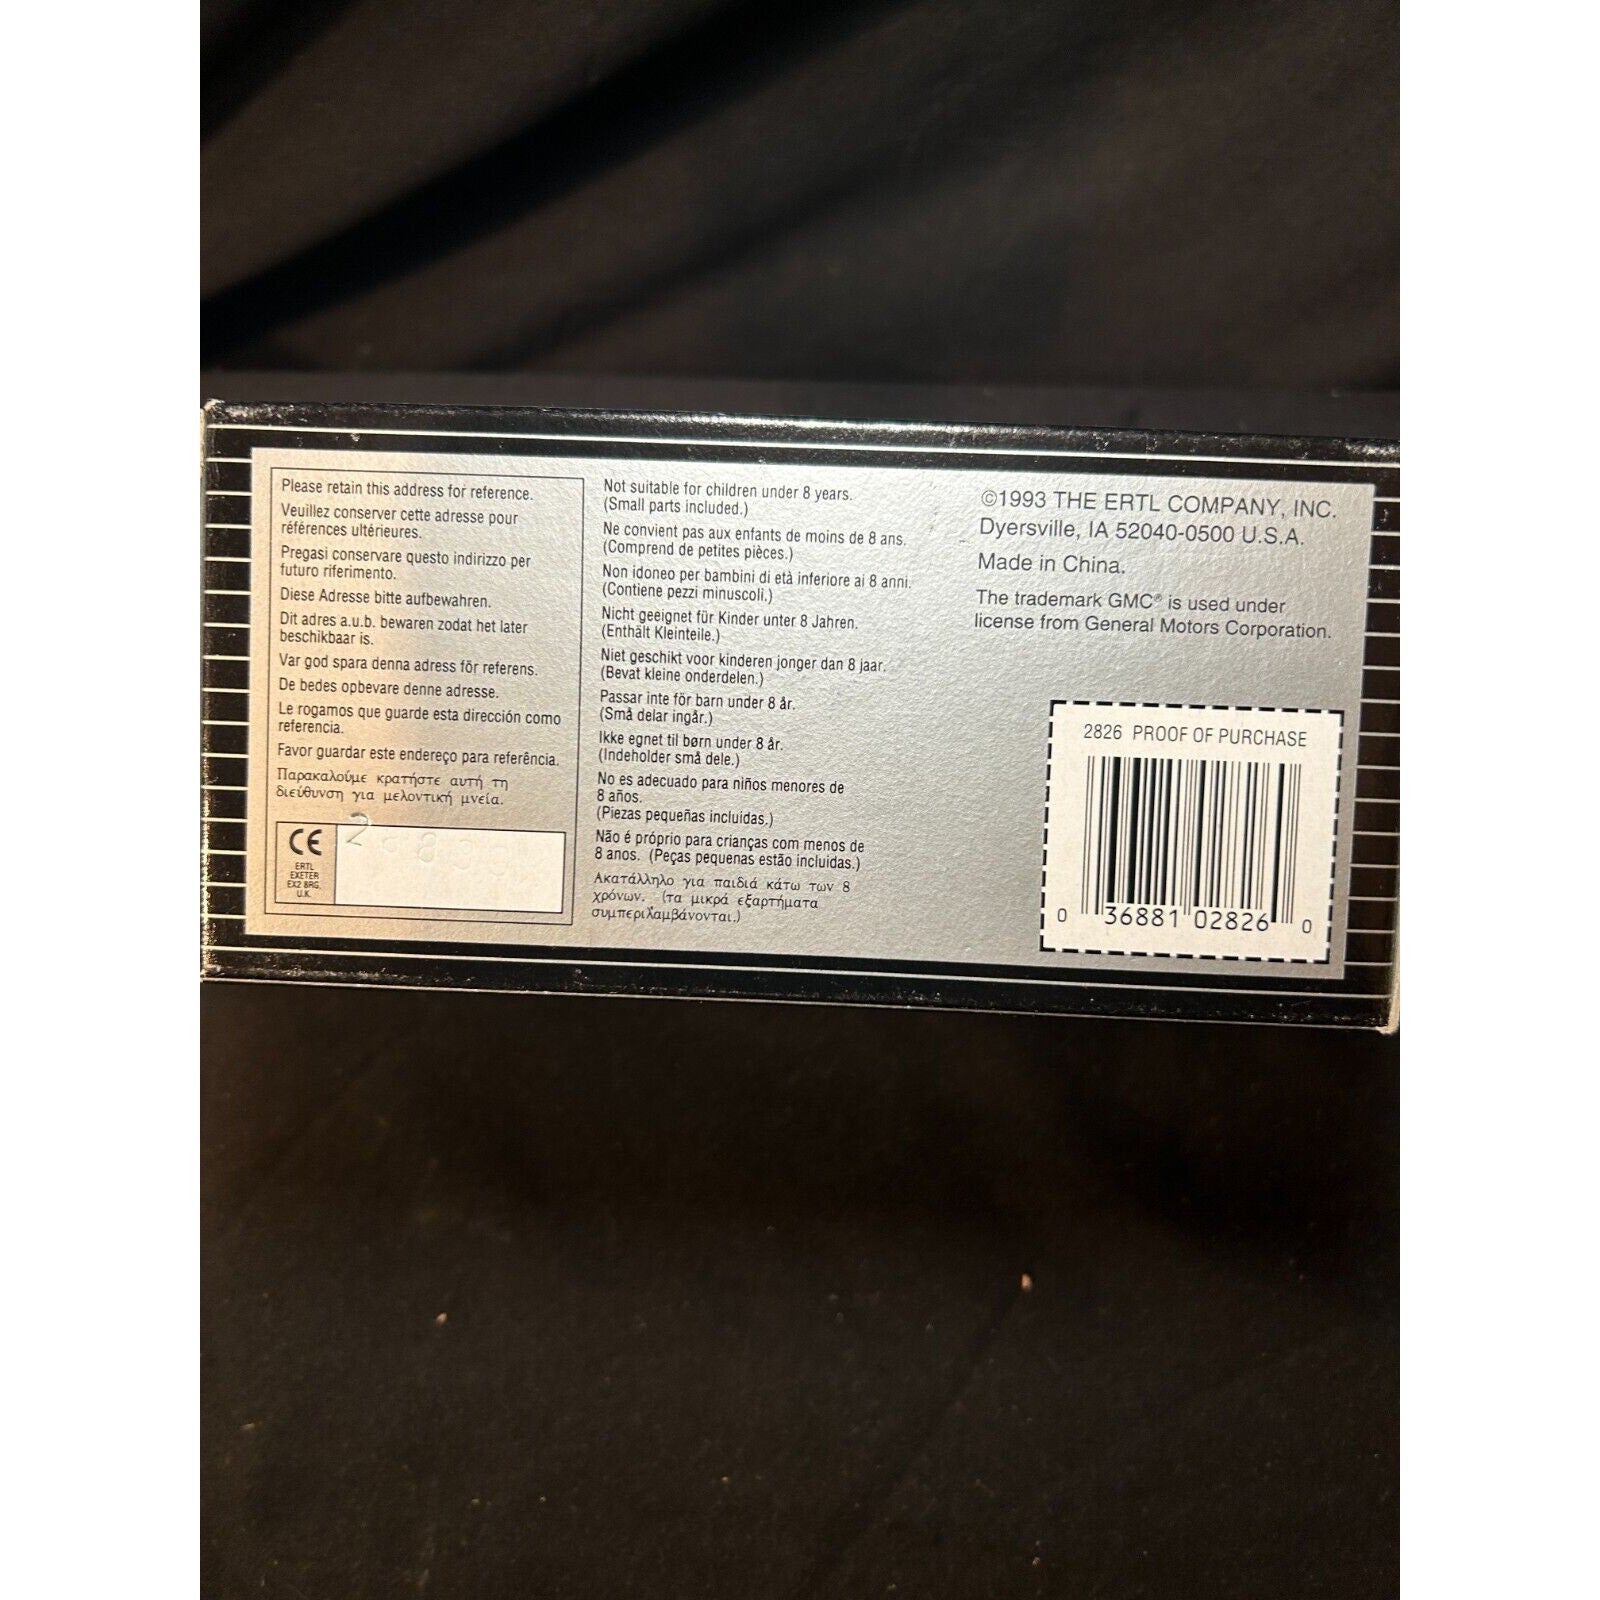 Please retain this address for reference.
Veuillez conserver cette adresse pour
références ultérieures.
Pregasi conservare questo indirizzo per
futuro riferimento.
Diese Adresse bitte aufbewahren.
Dit adres a.u.b. bewaren zodat het later
beschikbaar is.
Var god spara denna adress för referens.
De bedes opbevare denne adresse.
Le rogamos que guarde esta dirección como
referencia.
Favor guardar este endereço para referência.
Παρακαλούμε κρατήστε αυτή τη
διεύθυνση για μελοντική μνεία.
CE
ERTL
EXETER
EX2 8RG,
U.K.
Not suitable for children under 8 years.
(Small parts included.)
Ne convient pas aux enfants de moins de 8 ans.
(Comprend de petites pièces.)
Non idoneo per bambini di età inferiore ai 8 anni.
(Contiene pezzi minuscoli.)
Nicht geeignet für Kinder unter 8 Jahren.
(Enthält Kleinteile.)
Niet geschikt voor kinderen jonger dan 8 jaar.
(Bevat kleine onderdelen.)
Passar inte för barn under 8 år.
(Små delar ingår.)
Ikke egnet til børn under 8 år.
(Indeholder små dele.)
No es adecuado para niños menores de
8 años.
(Piezas pequeñas incluidas.)
Não é próprio para crianças com menos de
8 anos. (Peças pequenas estão incluidas.)
Ακατάλληλο για παιδιά κάτω των 8
χρόνων. (τα μικρά εξαρτήματα
συμπεριλαμβάνονται.)
©1993 THE ERTL COMPANY, INC.
Dyersville, IA 52040-0500 U.S.A.
Made in China.
The trademark GMC® is used under
license from General Motors Corporation.
2826 PROOF OF PURCHASE
0 36881 02826 0